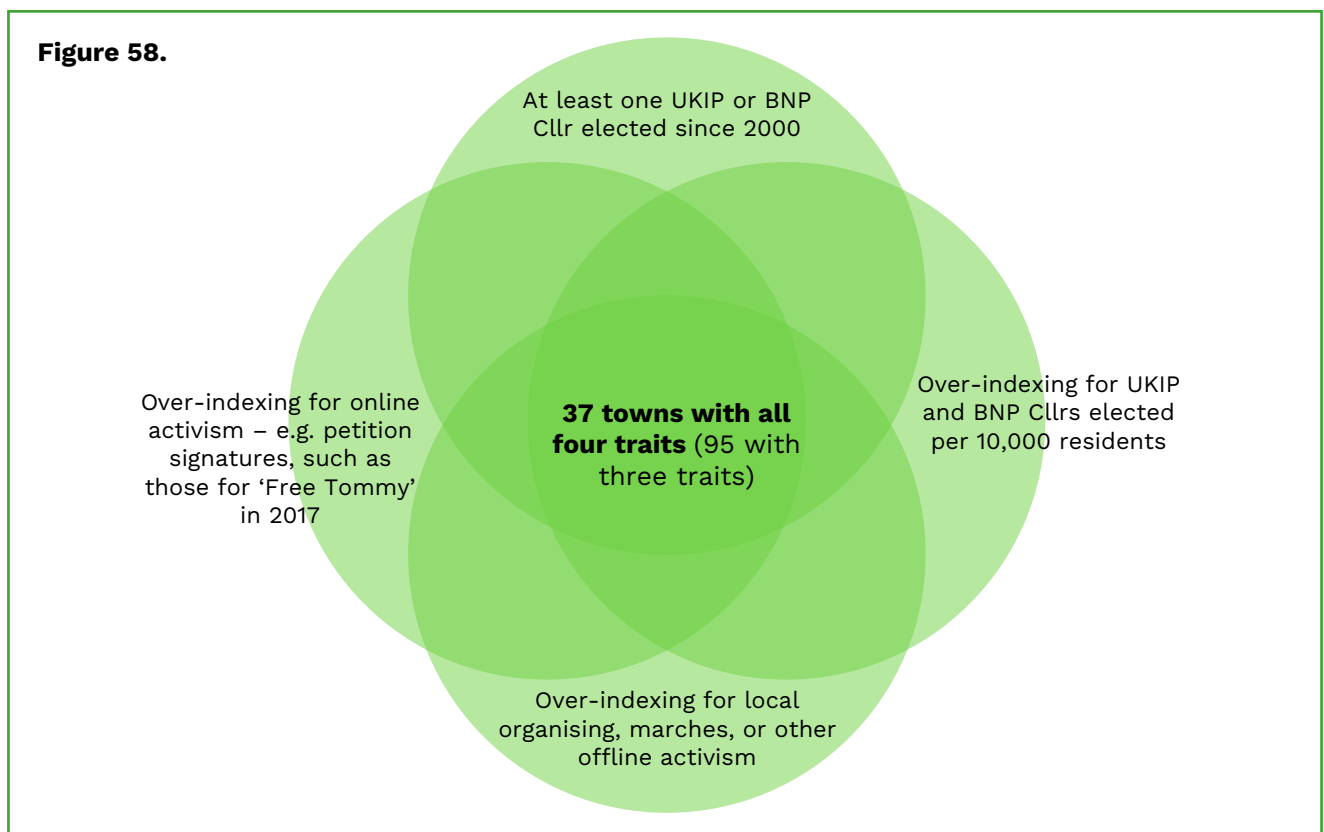 Figure 58.
At least one UKIP or BNP
Cllr elected since 2000
Over-indexing for online
activism – e.g. petition
signatures, such as
those for ‘Free Tommy’
in 2017
37 towns with all
four traits (95 with
three traits)
Over-indexing for UKIP
and BNP Cllrs elected
per 10,000 residents
Over-indexing for local
organising, marches, or other
offline activism